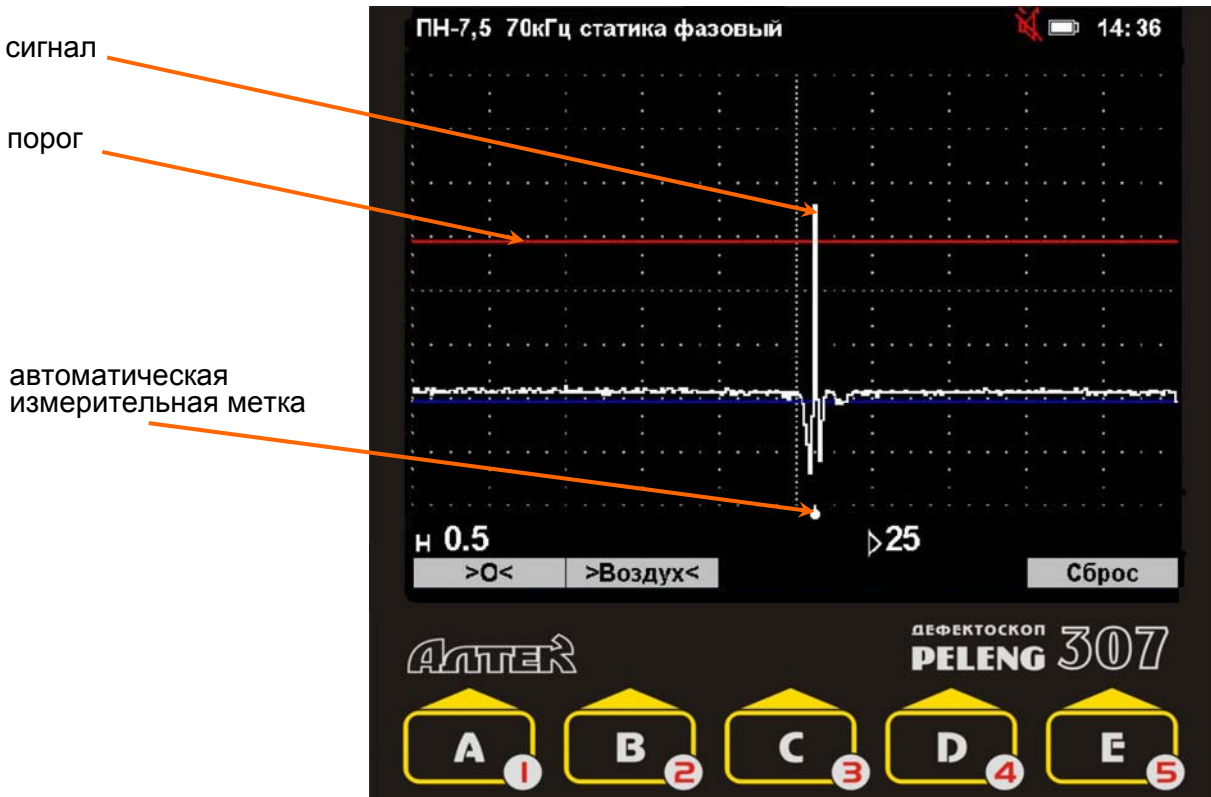 ПН-7,5 70кГц статика фазовый 14:36
сигнал
порог
автоматическая
измерительная метка
н 0.5 25
>О< >Воздух< Сброс
Алтек
ДЕФЕКТОСКОП
PELENG 307
A 1 B 2 C 3 D 4 E 5